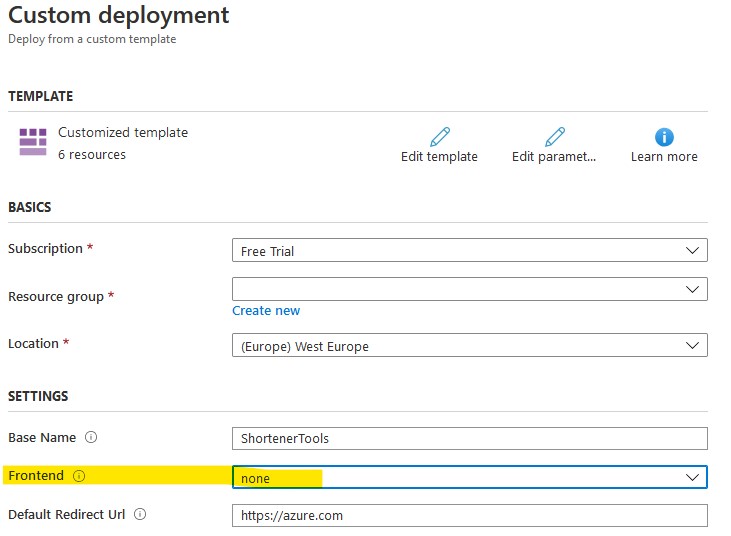 Custom deployment
Deploy from a custom template
TEMPLATE
Customized template
6 resources
Edit template
Edit paramet...
Learn more
BASICS
Subscription *
Free Trial
Resource group *
Create new
Location *
(Europe) West Europe
SETTINGS
Base Name
ShortenerTools
Frontend
none
Default Redirect Url
https://azure.com